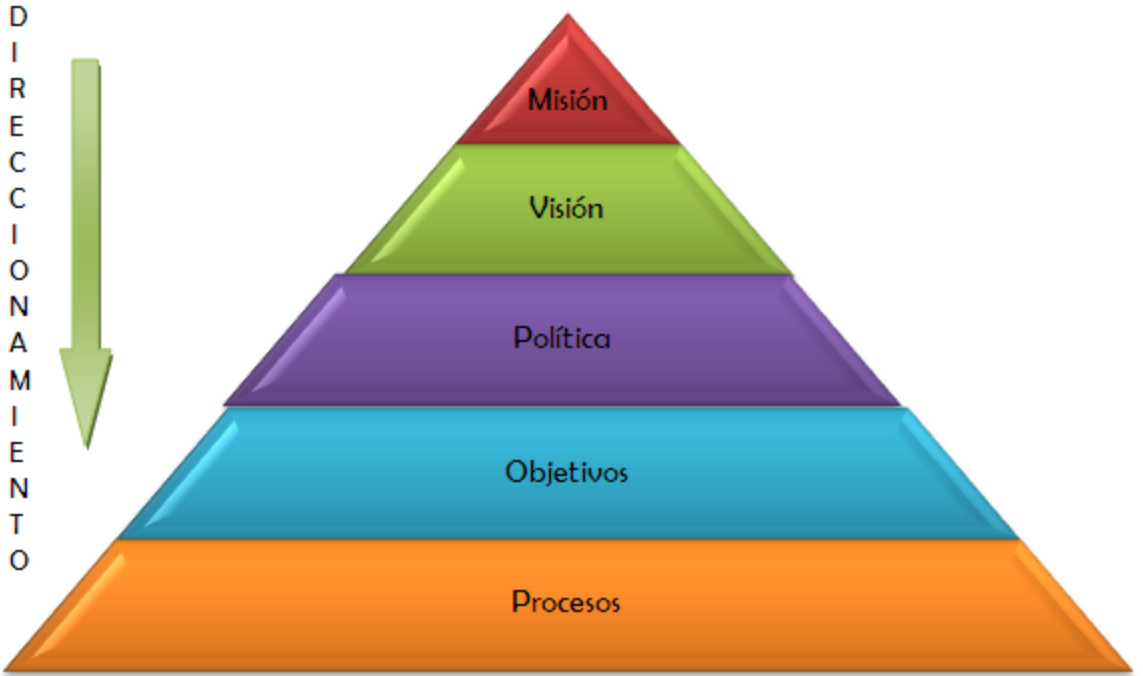 D
I
R
E
C
C
I
O
N
A
M
I
E
N
T
O
Misión
Visión
Política
Objetivos
Procesos